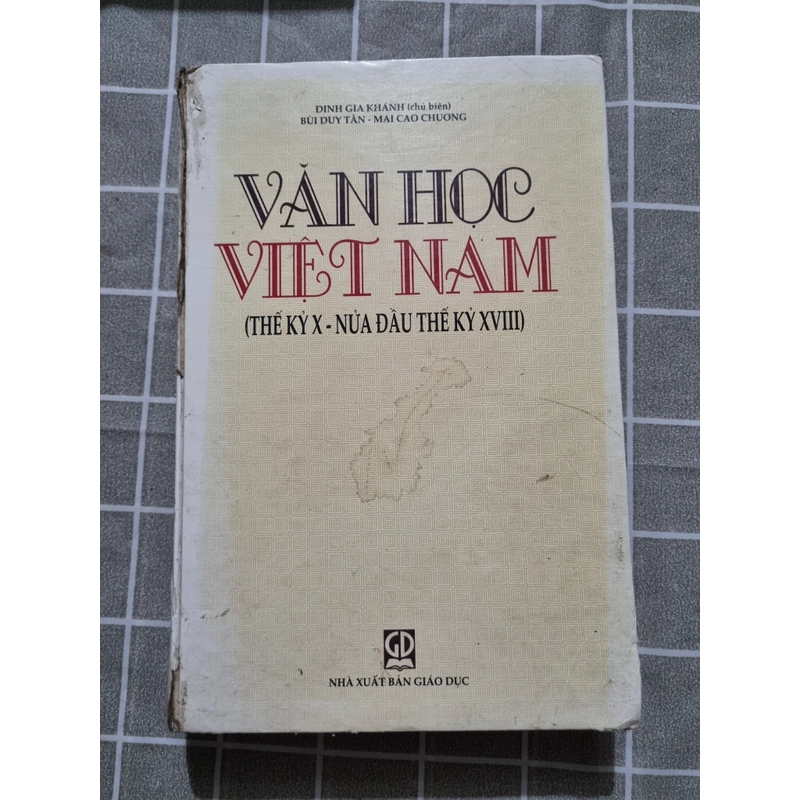 ĐINH GIA KHÁNH (chủ biên)
BÙI DUY TÂN - MAI CAO CHƯƠNG
VĂN HỌC
VIỆT NAM
(THẾ KỶ X - NỬA ĐẦU THẾ KỶ XVIII)
GD
NHÀ XUẤT BẢN GIÁO DỤC